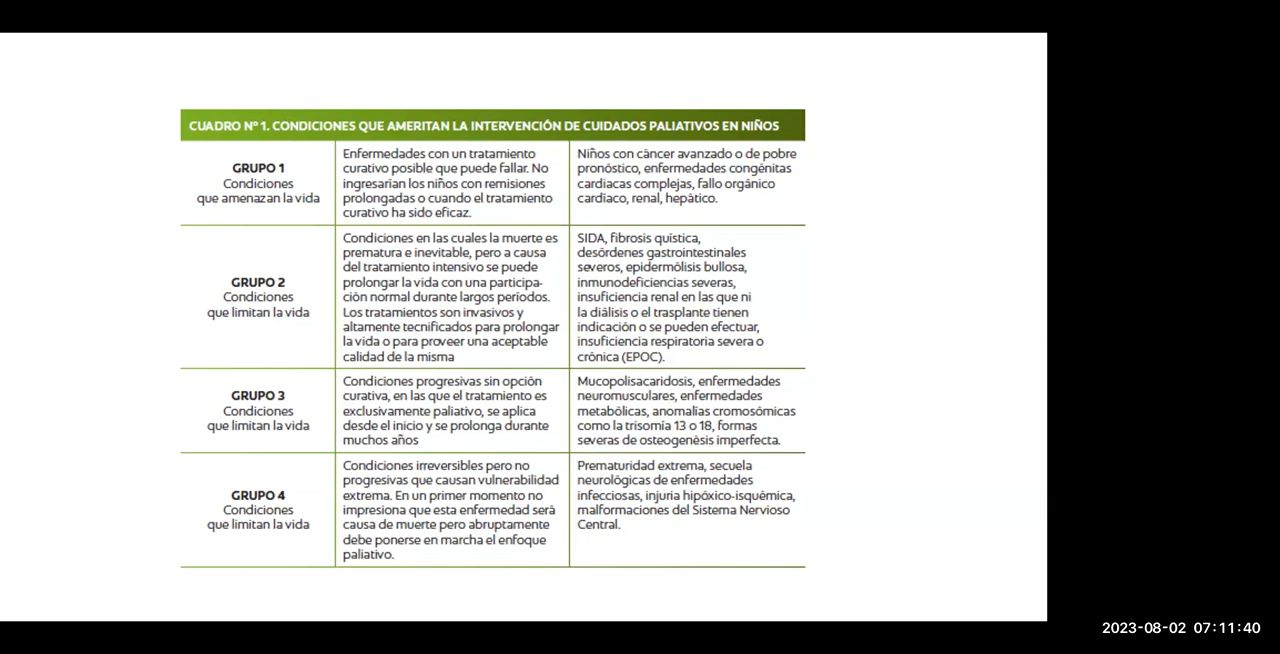 CUADRO Nº 1. CONDICIONES QUE AMERITAN LA INTERVENCIÓN DE CUIDADOS PALIATIVOS EN NIÑOS
GRUPO 1
Condiciones
que amenazan la vida
Enfermedades con un tratamiento
curativo posible que puede fallar. No
ingresarían los niños con remisiones
prolongadas o cuando el tratamiento
curativo ha sido eficaz.
Niños con cáncer avanzado o de pobre
pronóstico, enfermedades congénitas
cardíacas complejas, fallo orgánico
cardíaco, renal, hepático.
GRUPO 2
Condiciones
que limitan la vida
Condiciones en las cuales la muerte es
prematura e inevitable, pero a causa
del tratamiento intensivo se puede
prolongar la vida con una participa-
ción normal durante largos períodos.
Los tratamientos son invasivos y
altamente tecnificados para prolongar
la vida o para proveer una aceptable
calidad de la misma
SIDA, fibrosis quística,
desórdenes gastrointestinales
severos, epidermólisis bullosa,
inmunodeficiencias severas,
insuficiencia renal en las que ni
la diálisis o el trasplante tienen
indicación o se pueden efectuar,
insuficiencia respiratoria severa o
crónica (EPOC).
GRUPO 3
Condiciones
que limitan la vida
Condiciones progresivas sin opción
curativa, en las que el tratamiento es
exclusivamente paliativo, se aplica
desde el inicio y se prolonga durante
muchos años
Mucopolisacaridosis, enfermedades
neuromusculares, enfermedades
metabólicas, anomalías cromosómicas
como la trisomía 13 o 18, formas
severas de osteogenèsis imperfecta.
GRUPO 4
Condiciones
que limitan la vida
Condiciones irreversibles pero no
progresivas que causan vulnerabilidad
extrema. En un primer momento no
impresiona que esta enfermedad será
causa de muerte pero abruptamente
debe ponerse en marcha el enfoque
paliativo.
Prematuridad extrema, secuela
neurológicas de enfermedades
infecciosas, injuria hipóxico-isquémica,
malformaciones del Sistema Nervioso
Central.
2023-08-02 07:11:40